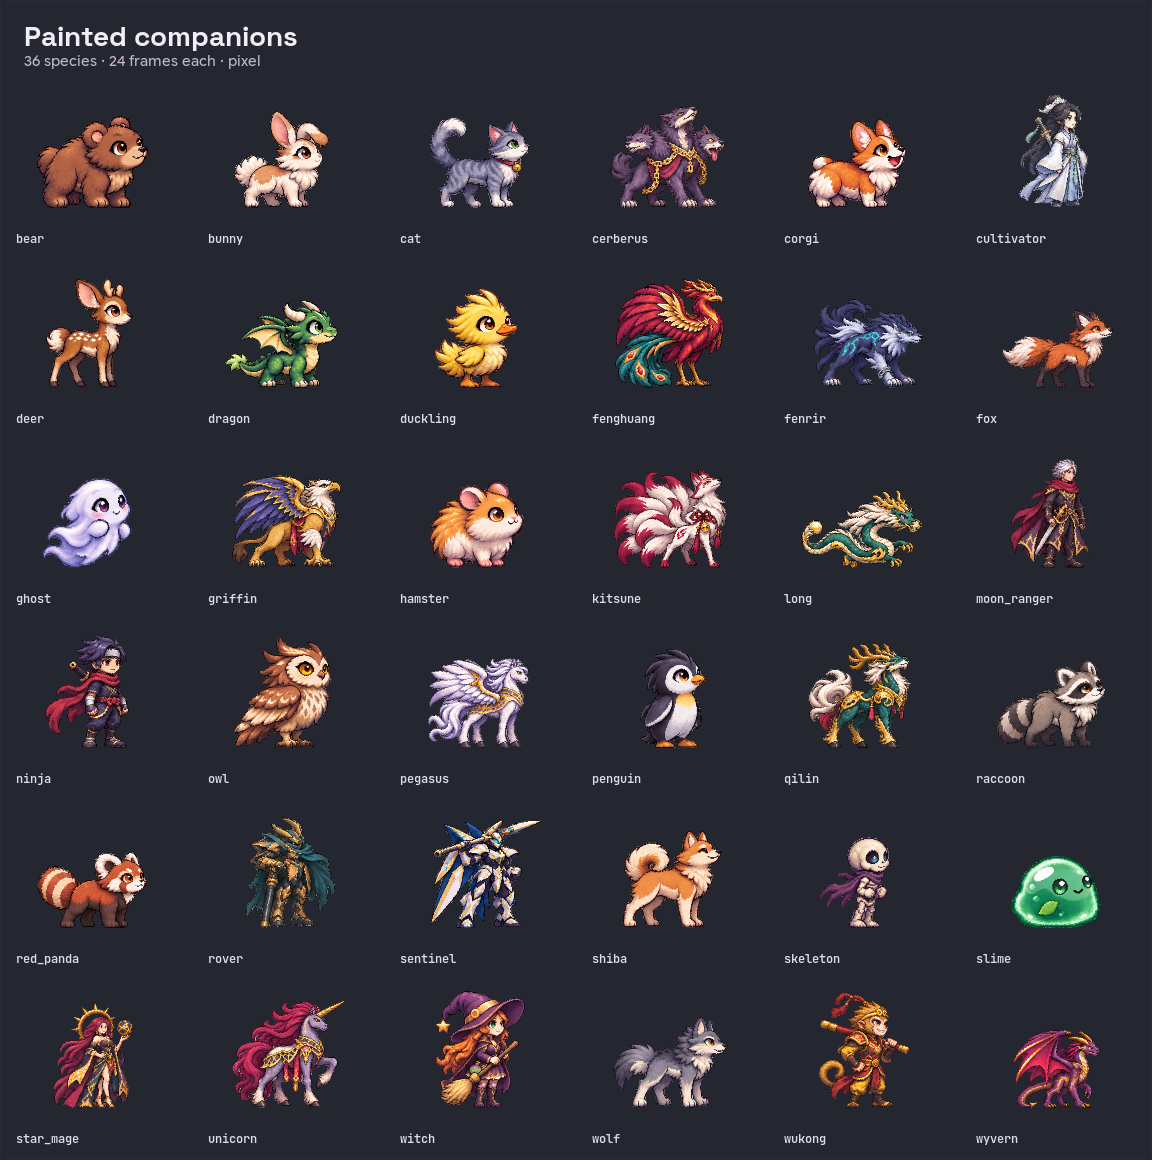 Painted companions
36 species · 24 frames each · pixel
bear
bunny
cat
cerberus
corgi
cultivator
deer
dragon
duckling
fenghuang
fenrir
fox
ghost
griffin
hamster
kitsune
long
moon_ranger
ninja
owl
pegasus
penguin
qilin
raccoon
red_panda
rover
sentinel
shiba
skeleton
slime
star_mage
unicorn
witch
wolf
wukong
wyvern